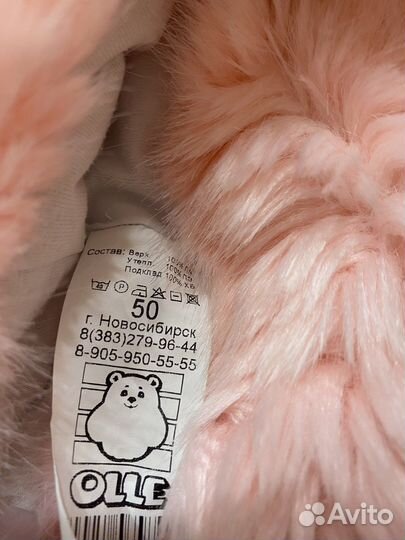 Состав: Верх
Утепл. 100%
Подклад 100% Х
50
г. Новосибирск
8(383)279-96-44
8-905-950-55-55
OLLE
Avito